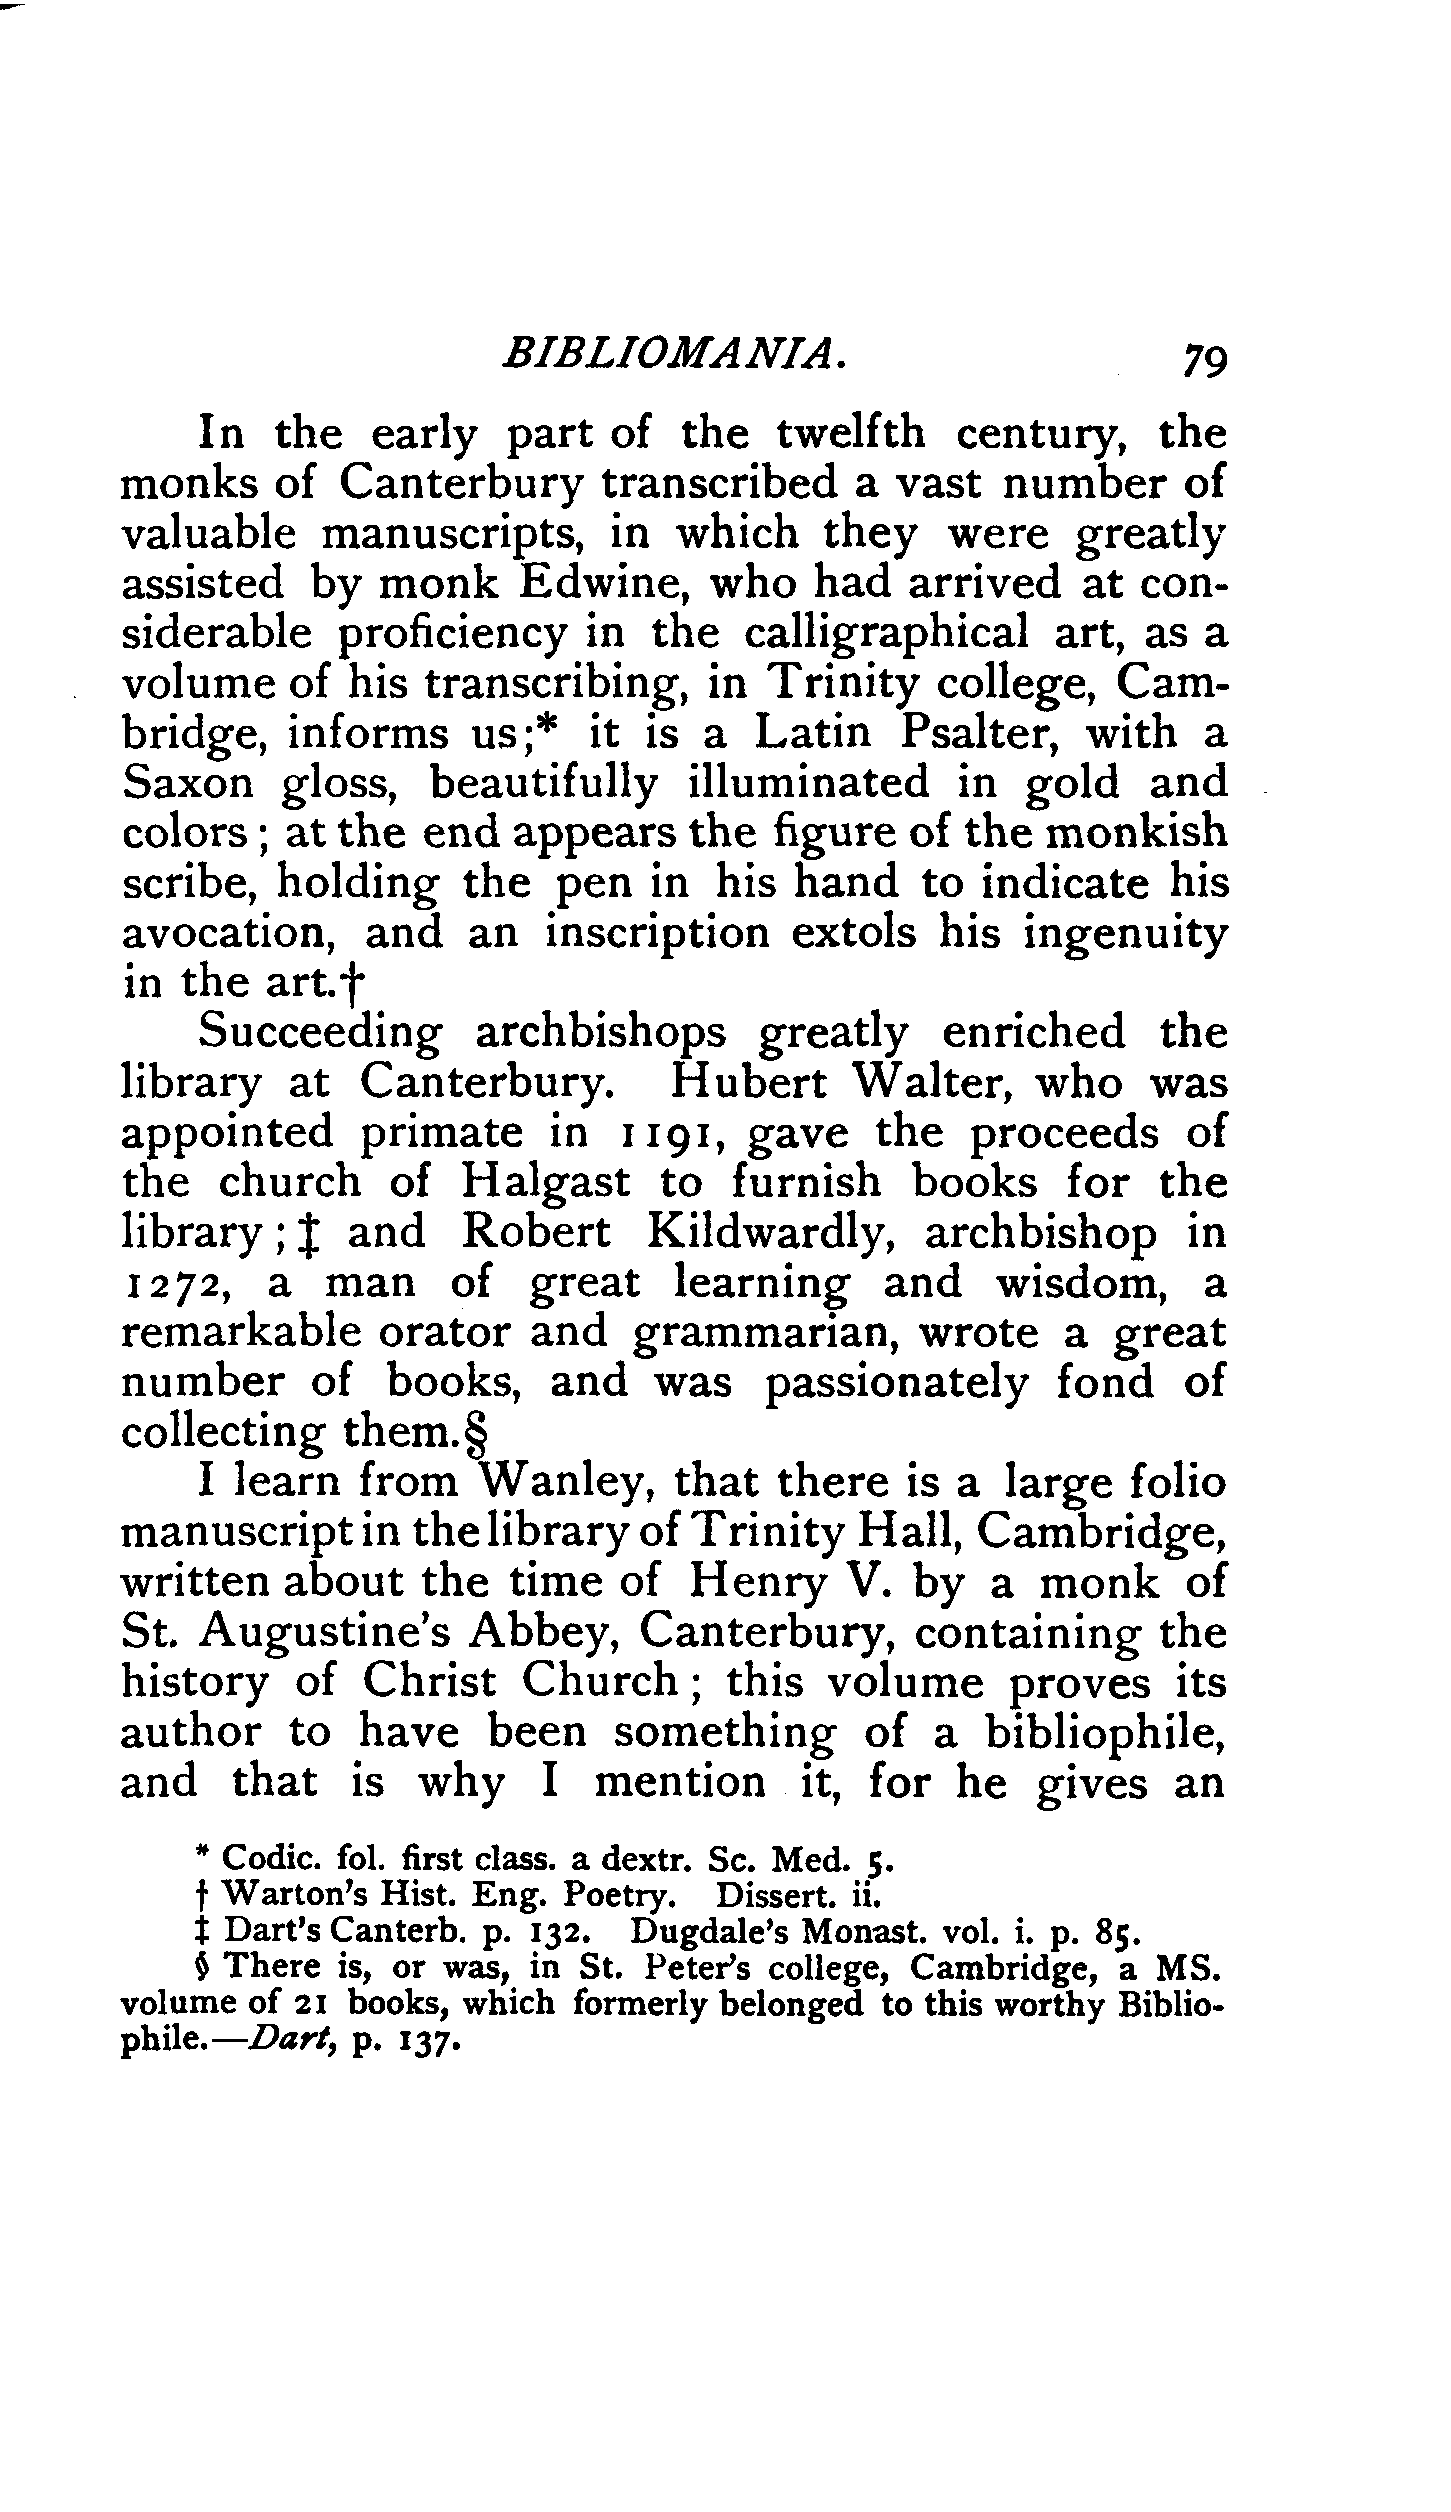 BIBLIOMANIA. 79
In the early part of the twelfth century, the
monks of Canterbury transcribed a vast number of
valuable manuscripts, in which they were greatly
assisted by monk Edwine, who had arrived at con-
siderable proficiency in the calligraphical art, as a
volume of his transcribing, in Trinity college, Cam-
bridge, informs us;* it is a Latin Psalter, with a
Saxon gloss, beautifully illuminated in gold and
colors; at the end appears the figure of the monkish
scribe, holding the pen in his hand to indicate his
avocation, and an inscription extols his ingenuity
in the art.†
Succeeding archbishops greatly enriched the
library at Canterbury. Hubert Walter, who was
appointed primate in 1191, gave the proceeds of
the church of Halgast to furnish books for the
library;‡ and Robert Kildwardly, archbishop in
1272, a man of great learning and wisdom, a
remarkable orator and grammarian, wrote a great
number of books, and was passionately fond of
collecting them.§
I learn from Wanley, that there is a large folio
manuscript in the library of Trinity Hall, Cambridge,
written about the time of Henry V. by a monk of
St. Augustine's Abbey, Canterbury, containing the
history of Christ Church; this volume proves its
author to have been something of a bibliophile,
and that is why I mention it, for he gives an
* Codic. fol. first class. a dextr. Sc. Med. 5.
† Warton's Hist. Eng. Poetry. Dissert. ii.
‡ Dart's Canterb. p. 132. Dugdale's Monast. vol. i. p. 85.
§ There is, or was, in St. Peter's college, Cambridge, a MS.
volume of 21 books, which formerly belonged to this worthy Biblio-
phile.—Dart, p. 137.